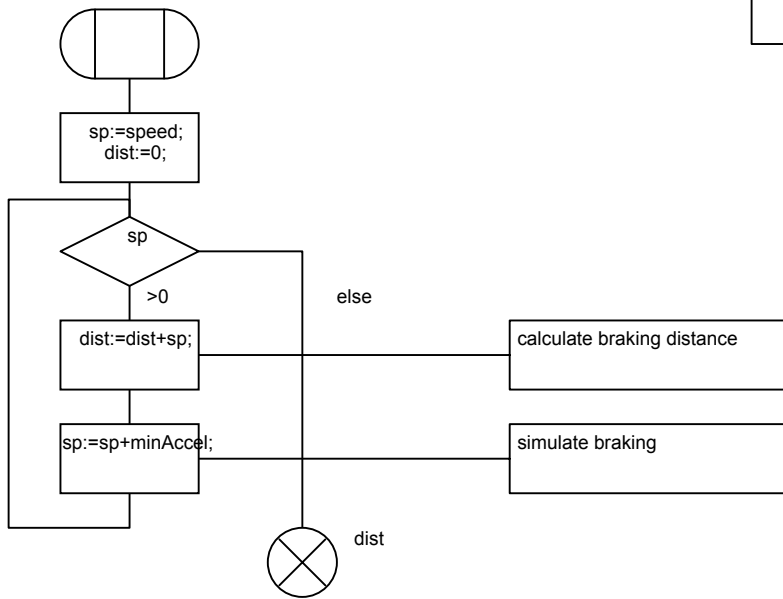 sp:=speed;
dist:=0;
sp
>0
else
dist:=dist+sp;
calculate braking distance
sp:=sp+minAccel;
simulate braking
dist